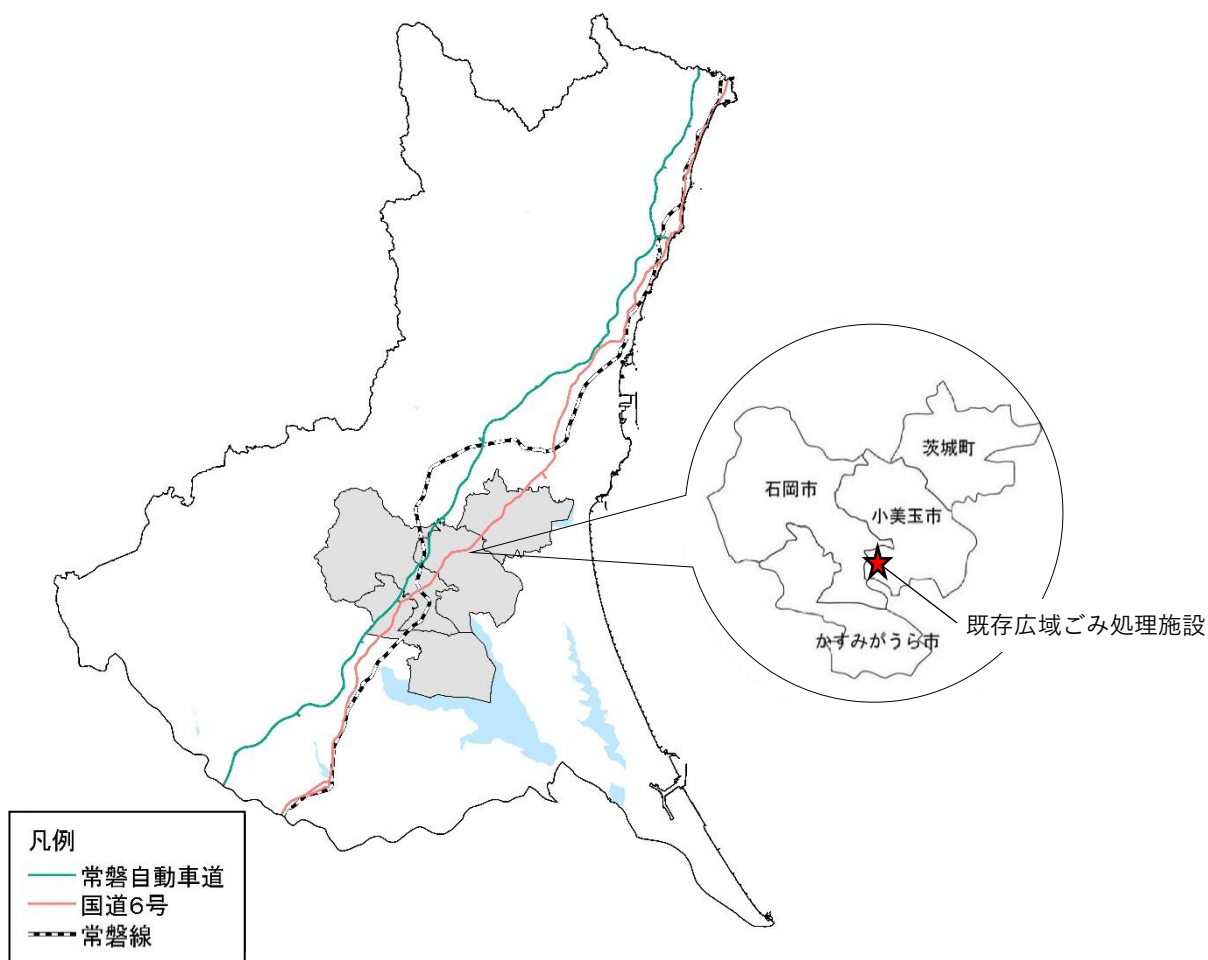 茨城町
石岡市
小美玉市
既存広域ごみ処理施設
かすみがうら市
凡例
常磐自動車道
国道6号
常磐線